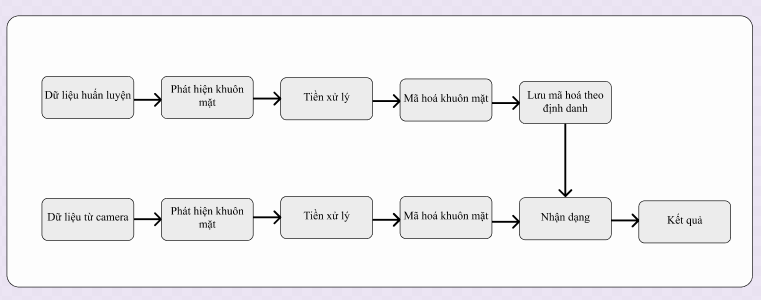 Dữ liệu huấn luyện
Phát hiện khuôn
mặt
Tiền xử lý
Mã hoá khuôn mặt
Lưu mã hoá theo
định danh
Dữ liệu từ camera
Phát hiện khuôn
mặt
Tiền xử lý
Mã hoá khuôn mặt
Nhận dạng
Kết quả